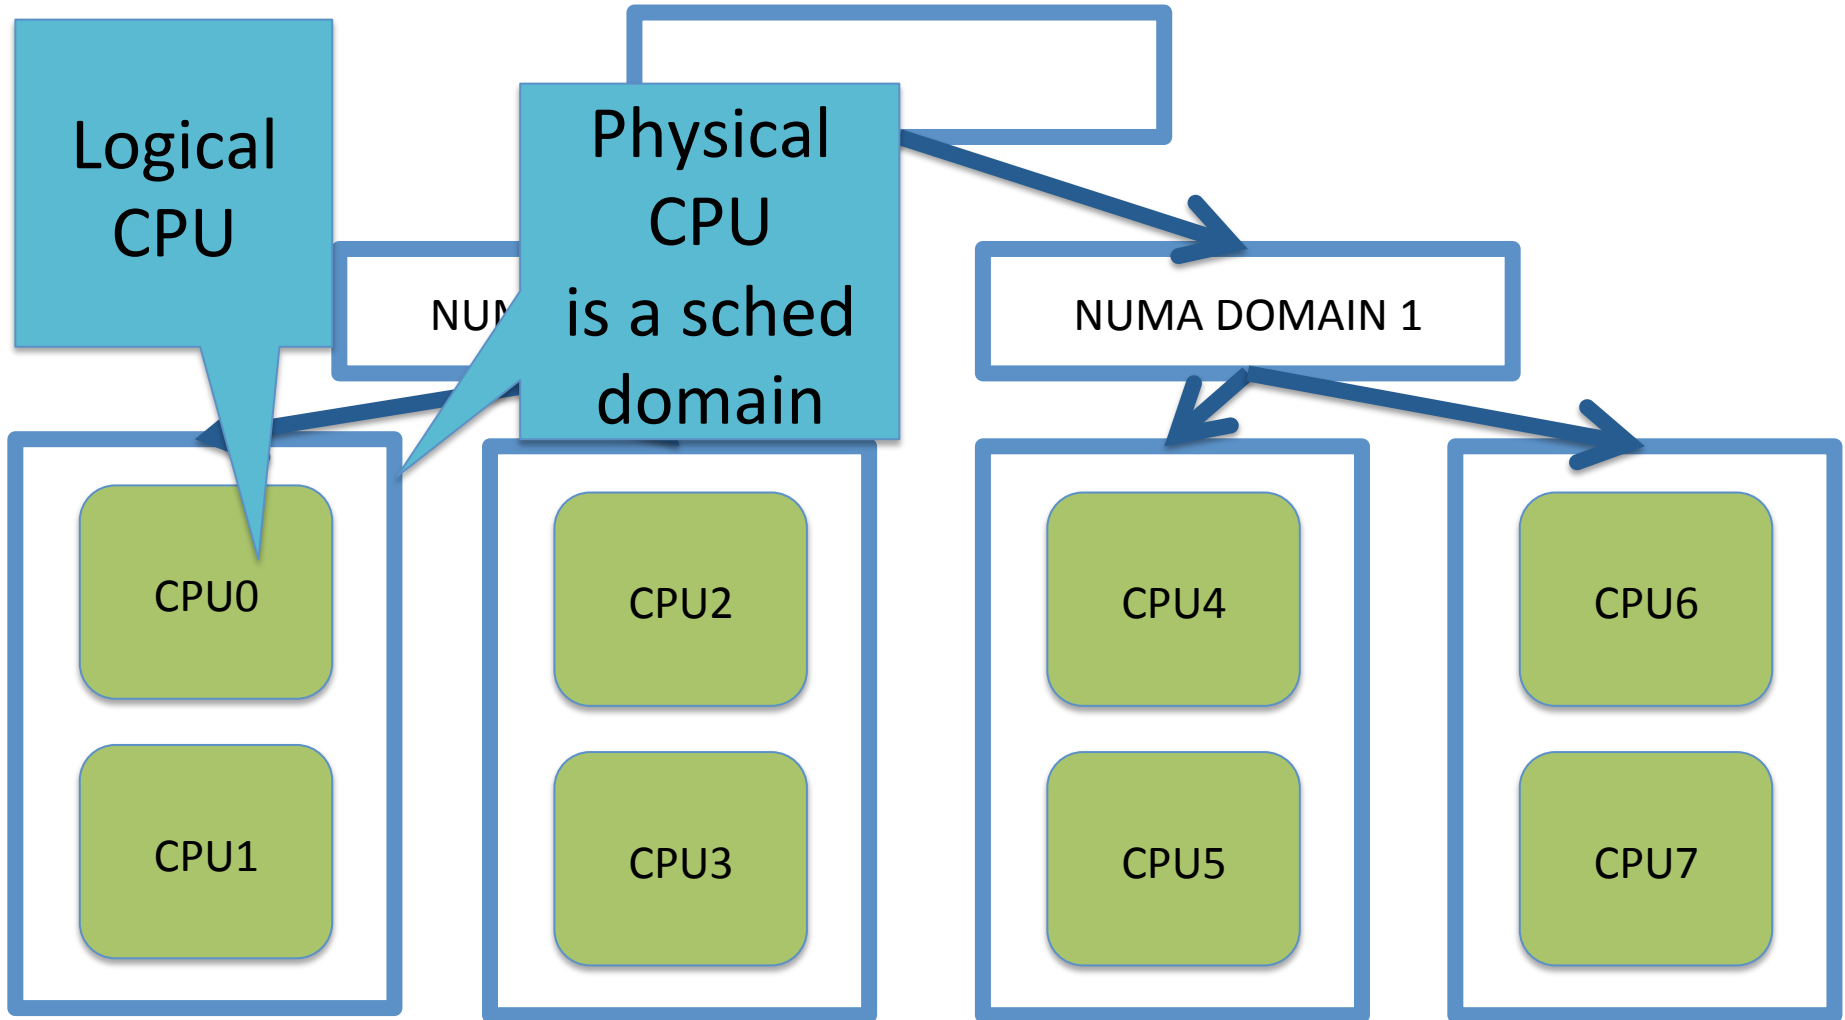 Logical
CPU
Physical
CPU
is a sched
domain
NUMA DOMAIN 1
CPU0
CPU2
CPU4
CPU6
CPU1
CPU3
CPU5
CPU7